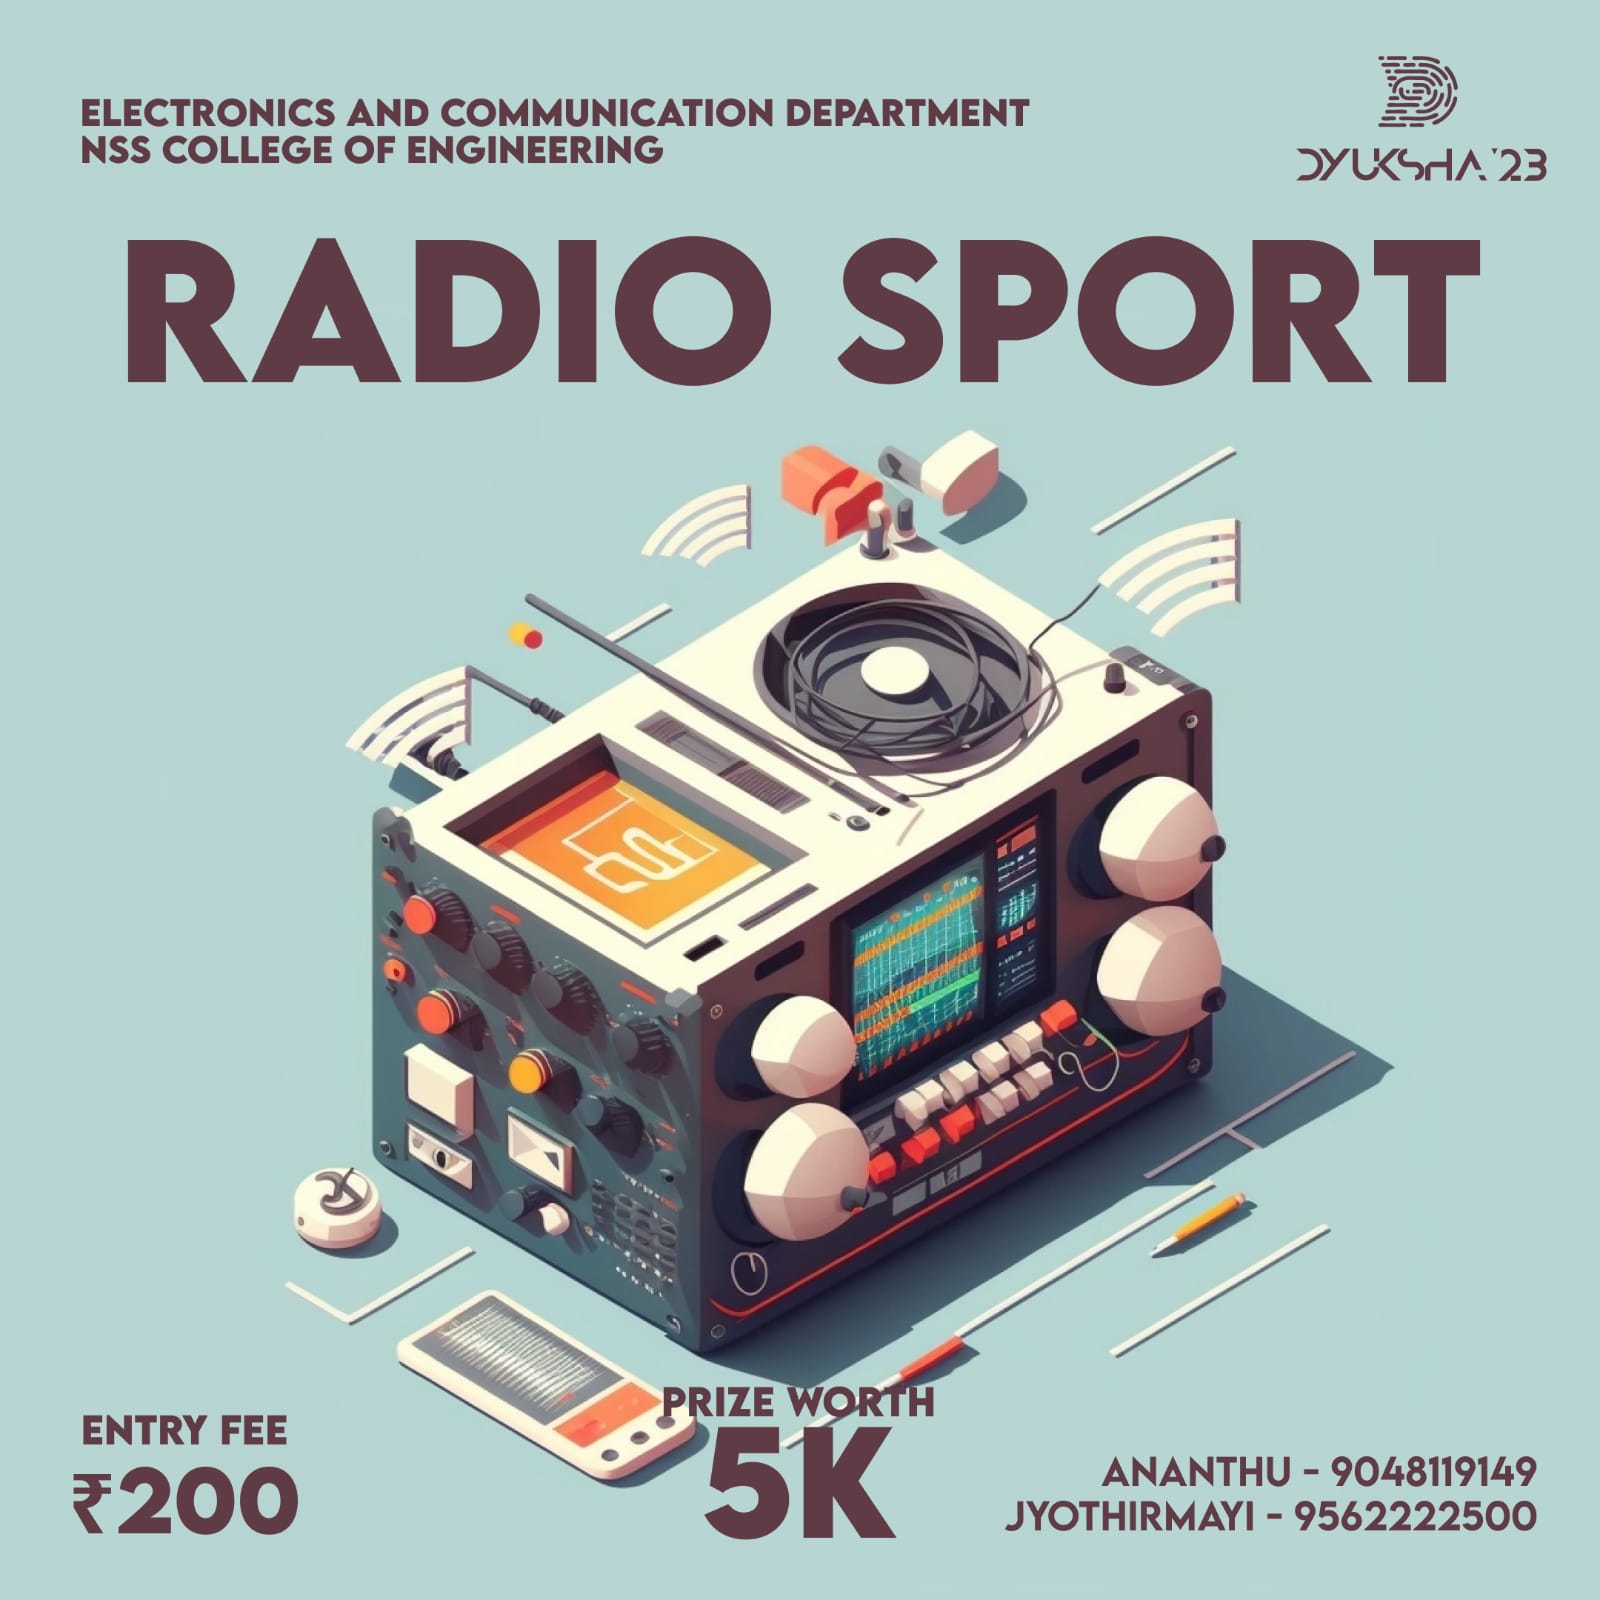 ELECTRONICS AND COMMUNICATION DEPARTMENT
NSS COLLEGE OF ENGINEERING
DYUKSHA'23
RADIO SPORT
ENTRY FEE
₹200
PRIZE WORTH
5K
ANANTHU - 9048119149
JYOTHIRMAYI - 9562222500